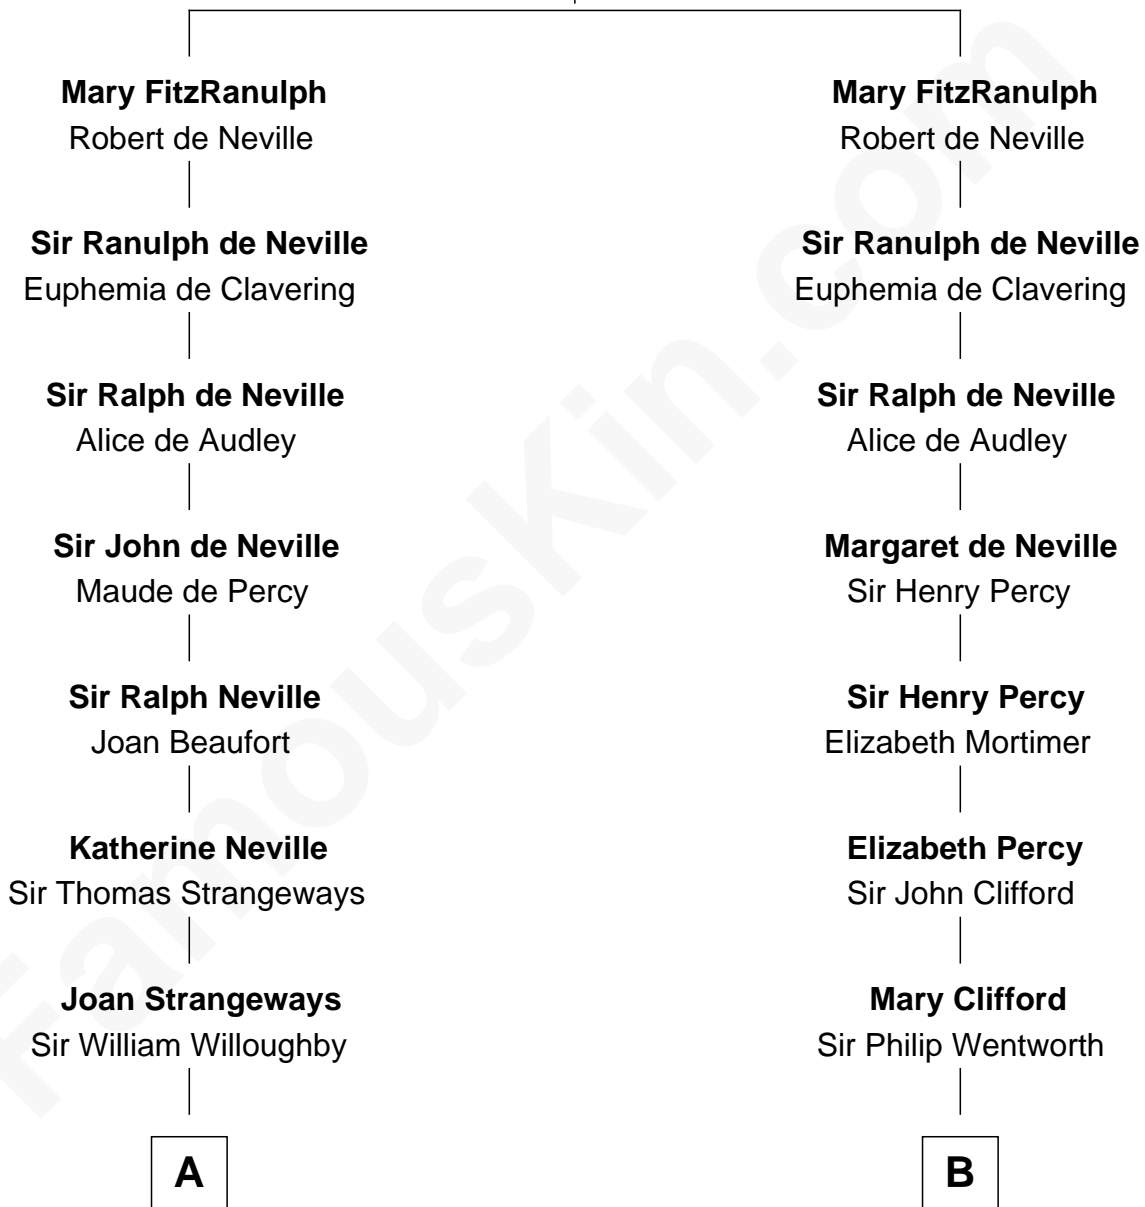 Mary FitzRanulph
Robert de Neville
Sir Ranulph de Neville
Euphemia de Clavering
Sir Ralph de Neville
Alice de Audley
Sir John de Neville
Maude de Percy
Sir Ralph Neville
Joan Beaufort
Katherine Neville
Sir Thomas Strangeways
Joan Strangeways
Sir William Willoughby
A
Mary FitzRanulph
Robert de Neville
Sir Ranulph de Neville
Euphemia de Clavering
Sir Ralph de Neville
Alice de Audley
Margaret de Neville
Sir Henry Percy
Sir Henry Percy
Elizabeth Mortimer
Elizabeth Percy
Sir John Clifford
Mary Clifford
Sir Philip Wentworth
B
FamousKin.com